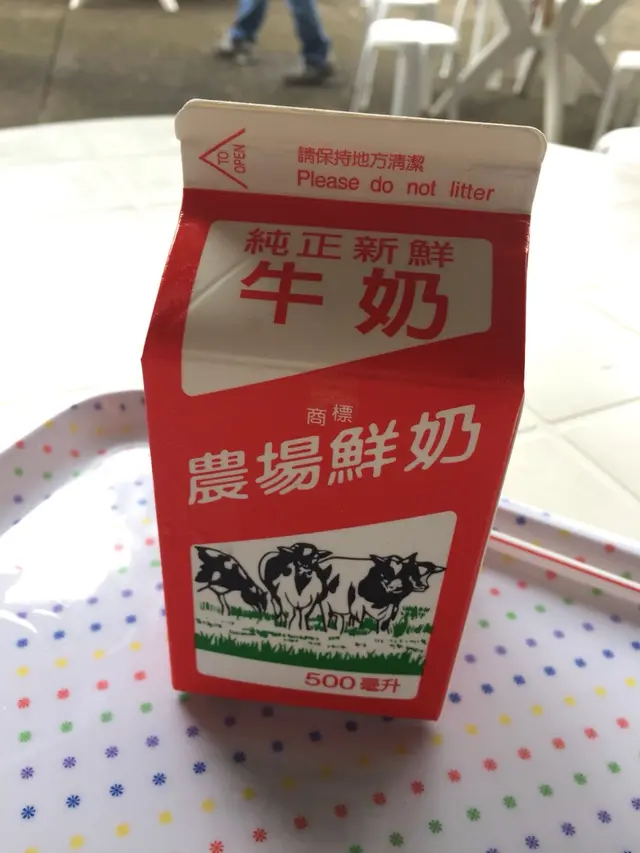 TO
OPEN
請保持地方清潔
Please do not litter
純正新鮮
牛奶
商標
農場鮮奶
500毫升